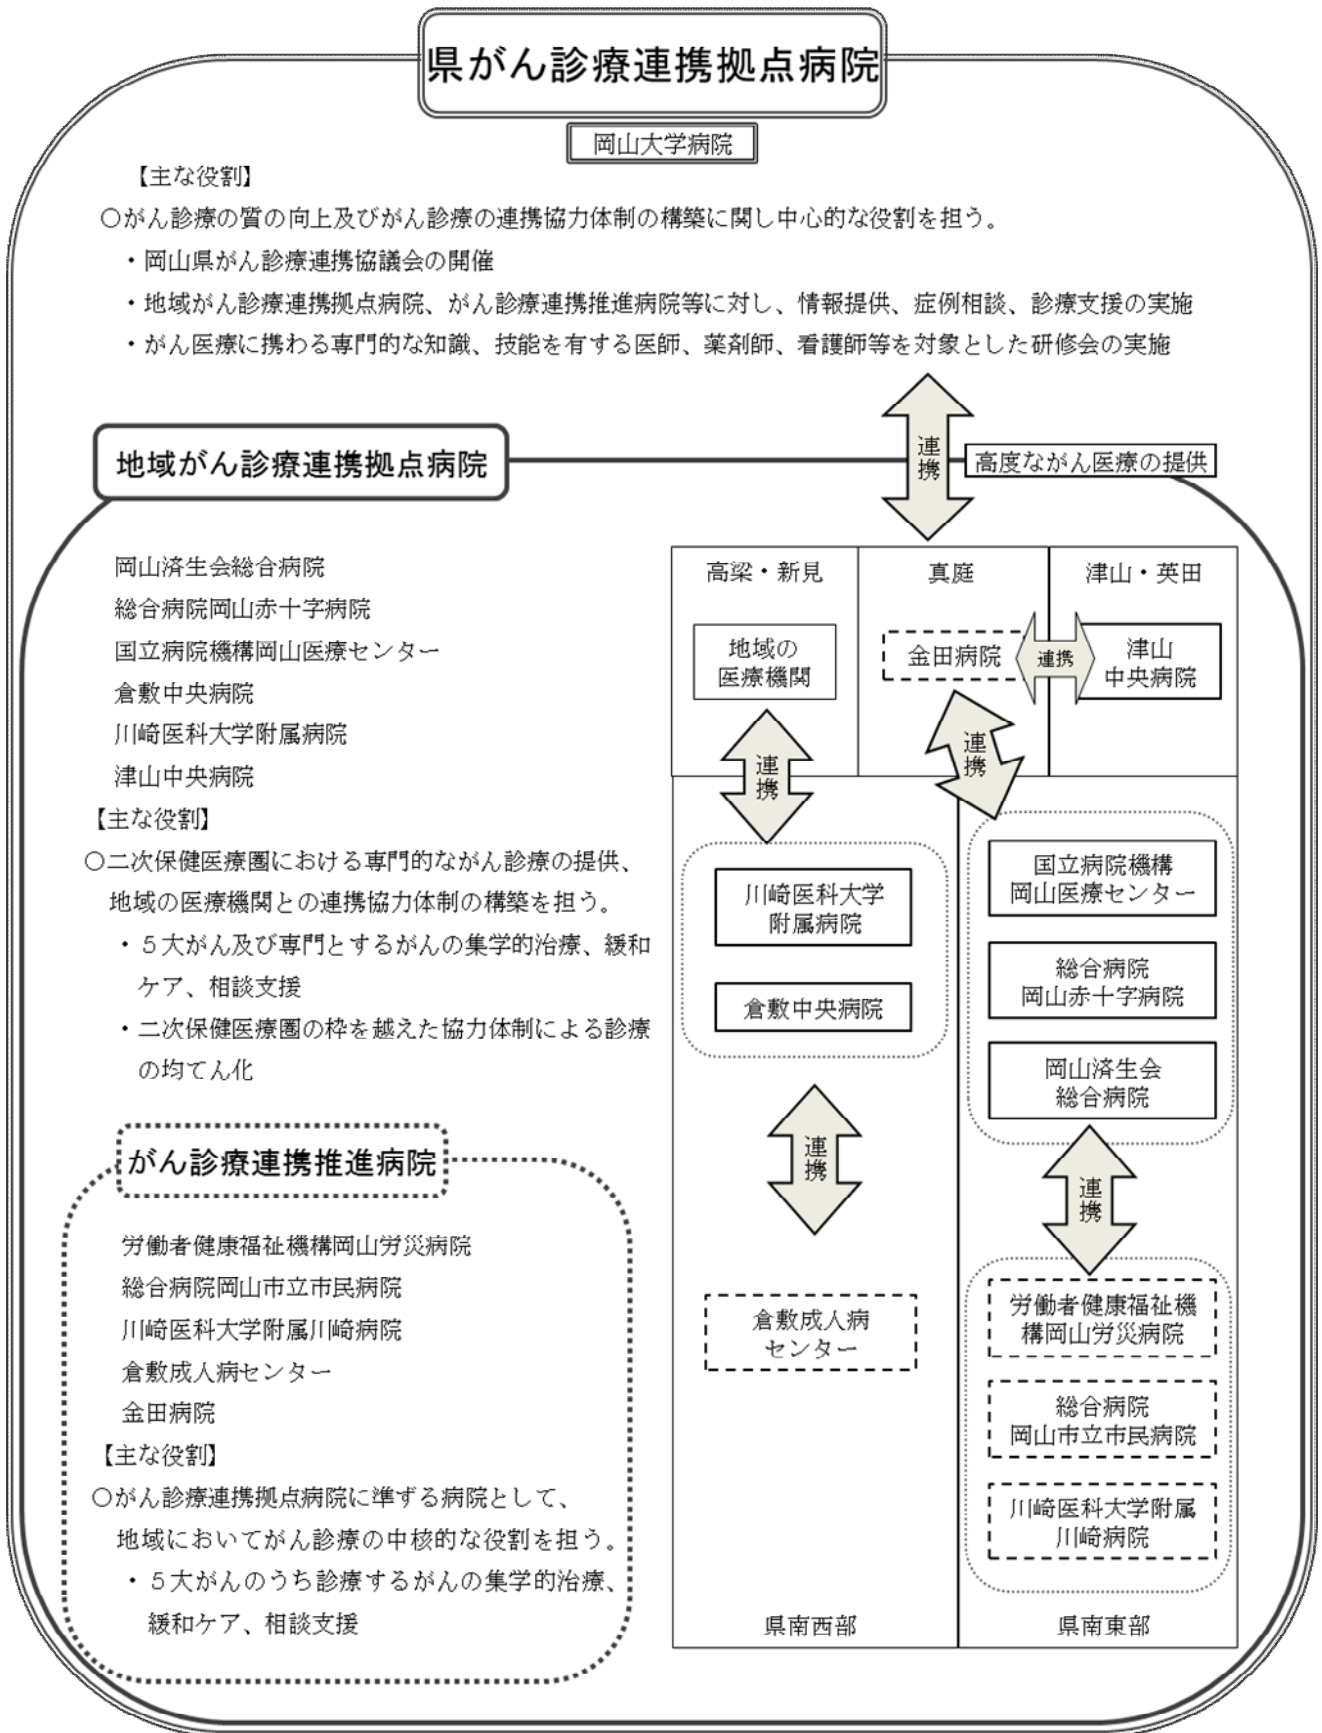 県がん診療連携拠点病院
岡山大学病院
【主な役割】
○がん診療の質の向上及びがん診療の連携協力体制の構築に関し中心的な役割を担う。
・岡山県がん診療連携協議会の開催
・地域がん診療連携拠点病院、がん診療連携推進病院等に対し、情報提供、症例相談、診療支援の実施
・がん医療に携わる専門的な知識、技能を有する医師、薬剤師、看護師等を対象とした研修会の実施
連携
地域がん診療連携拠点病院
高度ながん医療の提供
岡山済生会総合病院
総合病院岡山赤十字病院
国立病院機構岡山医療センター
倉敷中央病院
川崎医科大学附属病院
津山中央病院
【主な役割】
○二次保健医療圏における専門的ながん診療の提供、
地域の医療機関との連携協力体制の構築を担う。
・５大がん及び専門とするがんの集学的治療、緩和
ケア、相談支援
・二次保健医療圏の枠を越えた協力体制による診療
の均てん化
がん診療連携推進病院
労働者健康福祉機構岡山労災病院
総合病院岡山市立市民病院
川崎医科大学附属川崎病院
倉敷成人病センター
金田病院
【主な役割】
○がん診療連携拠点病院に準ずる病院として、
地域においてがん診療の中核的な役割を担う。
・５大がんのうち診療するがんの集学的治療、
緩和ケア、相談支援
高梁・新見
真庭
津山・英田
地域の
医療機関
金田病院
連携
津山
中央病院
連携
連携
川崎医科大学
附属病院
倉敷中央病院
連携
倉敷成人病
センター
県南西部
国立病院機構
岡山医療センター
総合病院
岡山赤十字病院
岡山済生会
総合病院
連携
労働者健康福祉機
構岡山労災病院
総合病院
岡山市立市民病院
川崎医科大学附属
川崎病院
県南東部